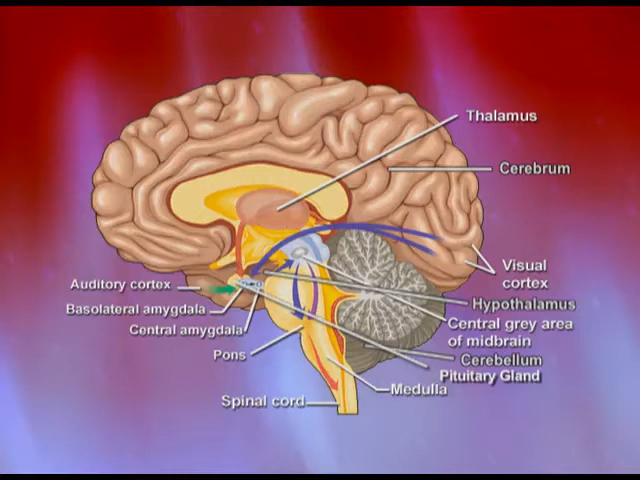 Thalamus
Cerebrum
Visual
cortex
Auditory cortex
Hypothalamus
Basolateral amygdala
Central grey area
of midbrain
Central amygdala
Pons
Cerebellum
Pituitary Gland
Medulla
Spinal cord